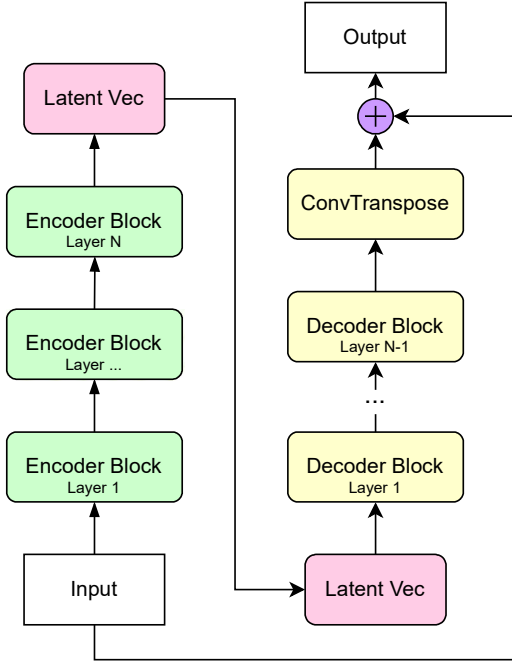 Latent Vec
Encoder Block
Layer N
Encoder Block
Layer ...
Encoder Block
Layer 1
Input
Output
+
ConvTranspose
Decoder Block
Layer N-1
...
Decoder Block
Layer 1
Latent Vec